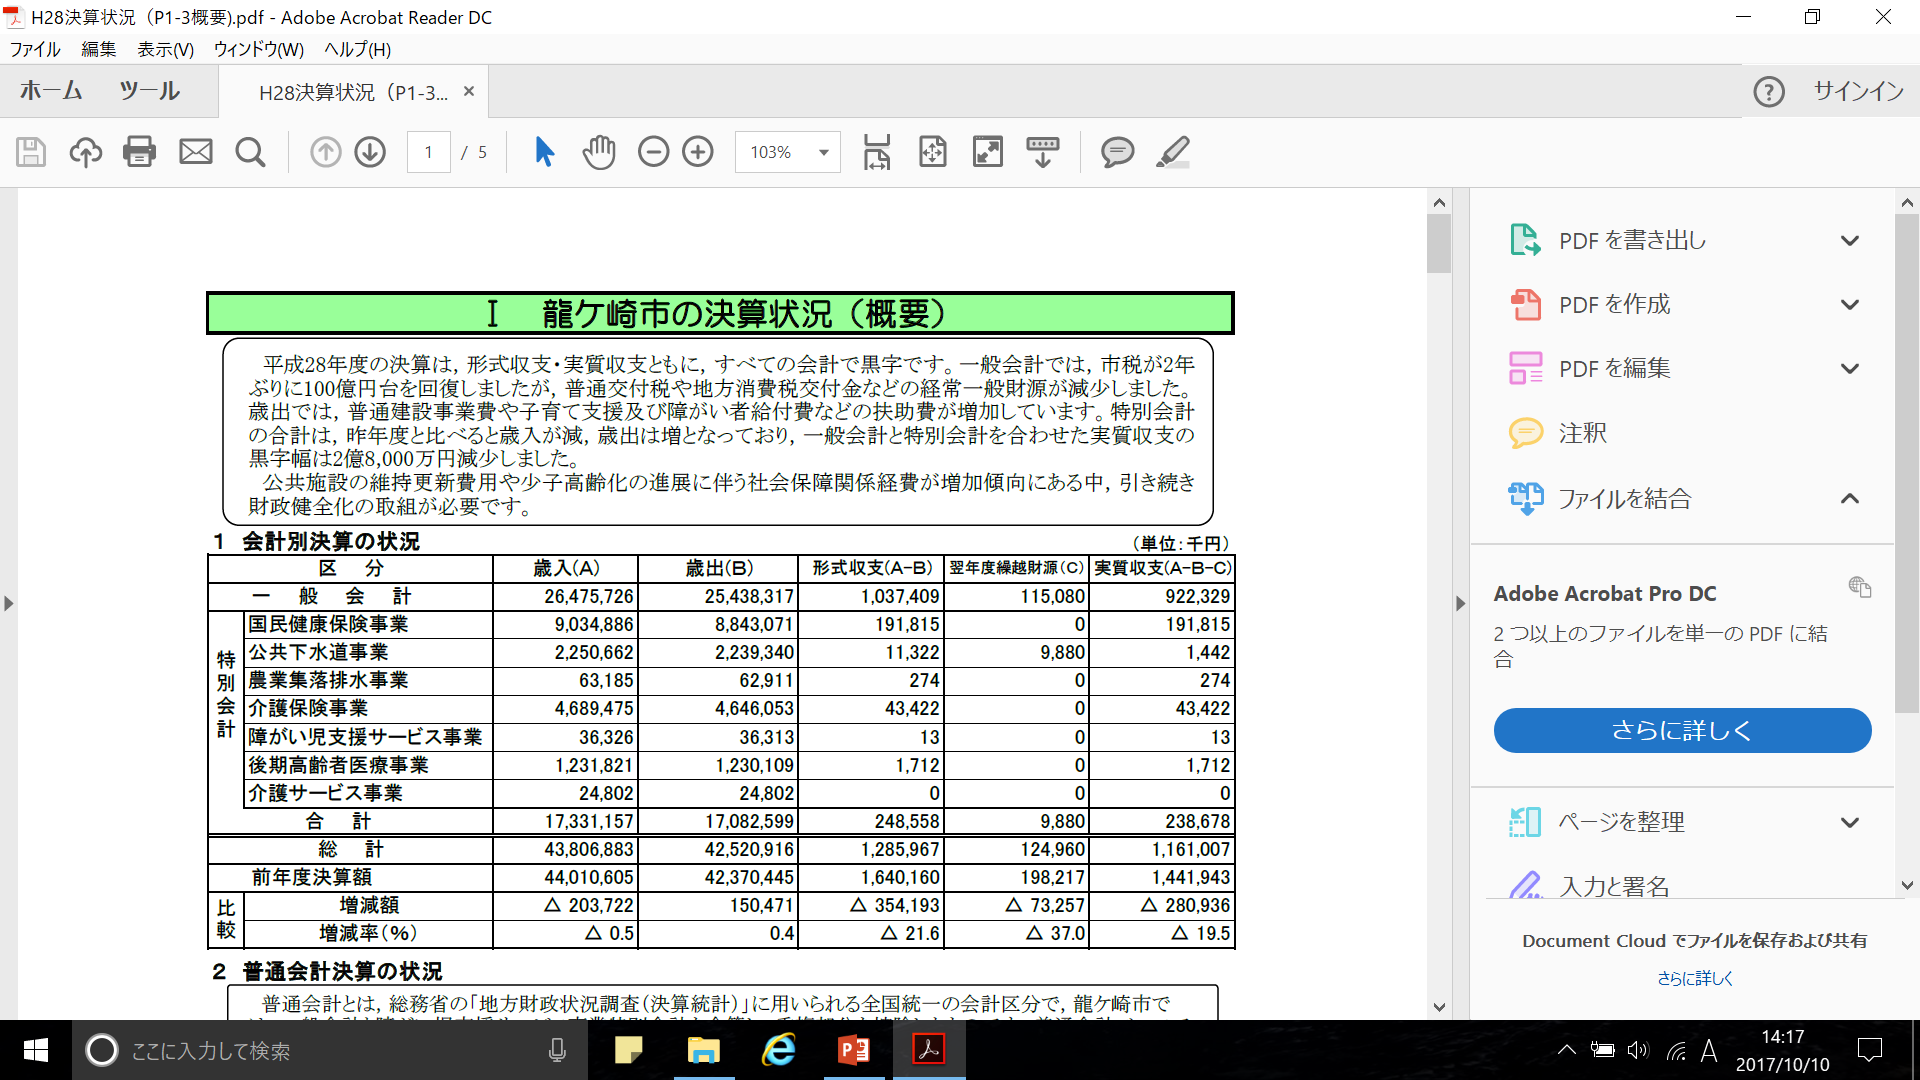 H28決算状況（P1-3概要).pdf - Adobe Acrobat Reader DC
ファイル 編集 表示(V) ウィンドウ(W) ヘルプ(H)
ホーム ツール H28決算状況（P1-3... × サインイン
1 / 5 103%
Ⅰ 龍ケ崎市の決算状況（概要）
平成28年度の決算は，形式収支・実質収支ともに，すべての会計で黒字です。一般会計では，市税が2年
ぶりに100億円台を回復しましたが，普通交付税や地方消費税交付金などの経常一般財源が減少しました。
歳出では，普通建設事業費や子育て支援及び障がい者給付費などの扶助費が増加しています。特別会計
の合計は，昨年度と比べると歳入が減，歳出は増となっており，一般会計と特別会計を合わせた実質収支の
黒字幅は2億8,000万円減少しました。
公共施設の維持更新費用や少子高齢化の進展に伴う社会保障関係経費が増加傾向にある中，引き続き
財政健全化の取組が必要です。
1 会計別決算の状況 （単位：千円）
区 分 歳入(A) 歳出(B) 形式収支(A-B) 翌年度繰越財源(C) 実質収支(A-B-C)
一 般 会 計 26,475,726 25,438,317 1,037,409 115,080 922,329
特別会計
国民健康保険事業 9,034,886 8,843,071 191,815 0 191,815
公共下水道事業 2,250,662 2,239,340 11,322 9,880 1,442
農業集落排水事業 63,185 62,911 274 0 274
介護保険事業 4,689,475 4,646,053 43,422 0 43,422
障がい児支援サービス事業 36,326 36,313 13 0 13
後期高齢者医療事業 1,231,821 1,230,109 1,712 0 1,712
介護サービス事業 24,802 24,802 0 0 0
合 計 17,331,157 17,082,599 248,558 9,880 238,678
総 計 43,806,883 42,520,916 1,285,967 124,960 1,161,007
前年度決算額 44,010,605 42,370,445 1,640,160 198,217 1,441,943
比較
増減額 △ 203,722 150,471 △ 354,193 △ 73,257 △ 280,936
増減率(%) △ 0.5 0.4 △ 21.6 △ 37.0 △ 19.5
2 普通会計決算の状況
普通会計とは，総務省の「地方財政状況調査（決算統計）」に用いられる全国統一の会計区分で，龍ケ崎市で
PDF を書き出し
PDF を作成
PDF を編集
注釈
ファイルを結合
Adobe Acrobat Pro DC
2 つ以上のファイルを単一の PDF に結
合
さらに詳しく
ページを整理
入力と署名
Document Cloud でファイルを保存および共有
さらに詳しく
ここに入力して検索
A
14:17
2017/10/10